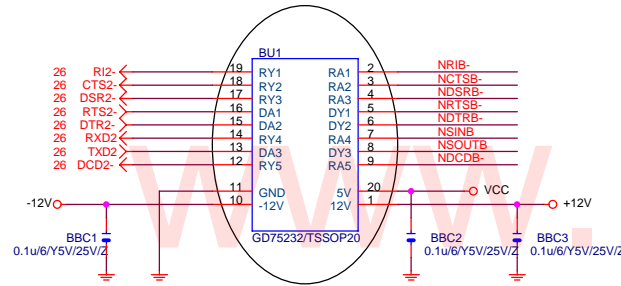 BU1
26 RI2- 19 RY1 RA1 2 NRIB-
26 CTS2- 18 RY2 RA2 3 NCTSB-
26 DSR2- 17 RY3 RA3 4 NDSRB-
26 RTS2- 16 DA1 DY1 5 NRTSB-
26 DTR2- 15 DA2 DY2 6 NDTRB-
26 RXD2 14 RY4 RA4 7 NSINB
26 TXD2 13 DA3 DY3 8 NSOUTB
26 DCD2- 12 RY5 RA5 9 NDCDB-
11 GND 5V 20 VCC
-12V 10 -12V 12V 1 +12V
GD75232/TSSOP20
BBC1 BBC2 BBC3
0.1u/6/Y5V/25V/Z 0.1u/6/Y5V/25V/Z 0.1u/6/Y5V/25V/Z
www.